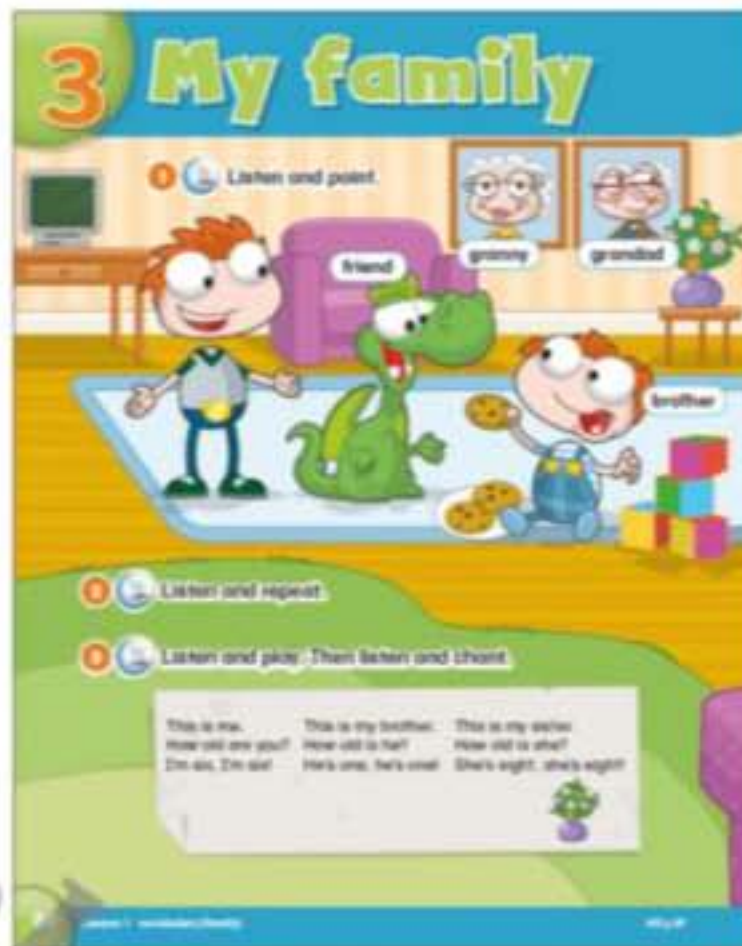 3 My family
1 Listen and point.
granny
grandad
friend
brother
2 Listen and repeat.
3 Listen and play. Then listen and chant.
This is me.
How old are you?
I'm six, I'm six!
This is my brother.
How old is he?
He's one, he's one!
This is my sister.
How old is she?
She's eight, she's eight!